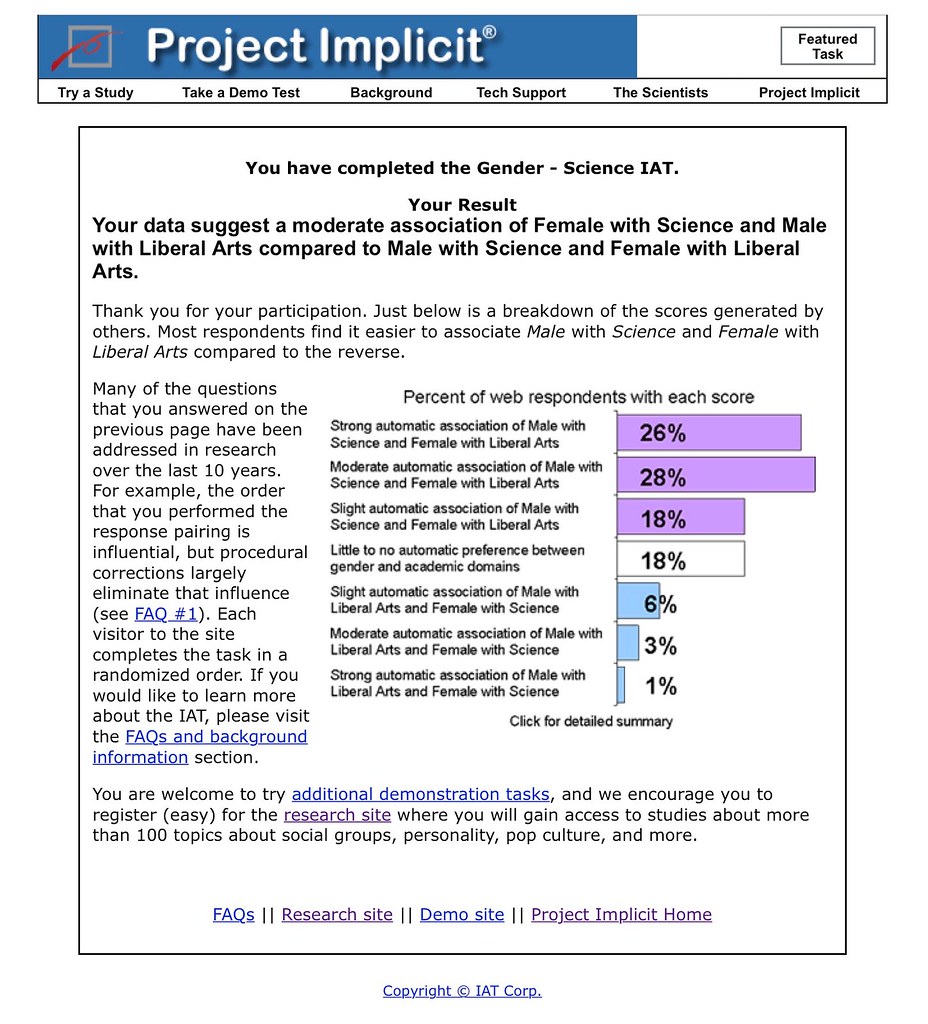 Project Implicit®
Featured
Task
Try a Study Take a Demo Test Background Tech Support The Scientists Project Implicit
You have completed the Gender - Science IAT.
Your Result
Your data suggest a moderate association of Female with Science and Male
with Liberal Arts compared to Male with Science and Female with Liberal
Arts.
Thank you for your participation. Just below is a breakdown of the scores generated by
others. Most respondents find it easier to associate Male with Science and Female with
Liberal Arts compared to the reverse.
Many of the questions
that you answered on the
previous page have been
addressed in research
over the last 10 years.
For example, the order
that you performed the
response pairing is
influential, but procedural
corrections largely
eliminate that influence
(see FAQ #1). Each
visitor to the site
completes the task in a
randomized order. If you
would like to learn more
about the IAT, please visit
the FAQs and background
information section.
Percent of web respondents with each score
Strong automatic association of Male with
Science and Female with Liberal Arts
26%
Moderate automatic association of Male with
Science and Female with Liberal Arts
28%
Slight automatic association of Male with
Science and Female with Liberal Arts
18%
Little to no automatic preference between
gender and academic domains
18%
Slight automatic association of Male with
Liberal Arts and Female with Science
6%
Moderate automatic association of Male with
Liberal Arts and Female with Science
3%
Strong automatic association of Male with
Liberal Arts and Female with Science
1%
Click for detailed summary
You are welcome to try additional demonstration tasks, and we encourage you to
register (easy) for the research site where you will gain access to studies about more
than 100 topics about social groups, personality, pop culture, and more.
FAQs || Research site || Demo site || Project Implicit Home
Copyright © IAT Corp.